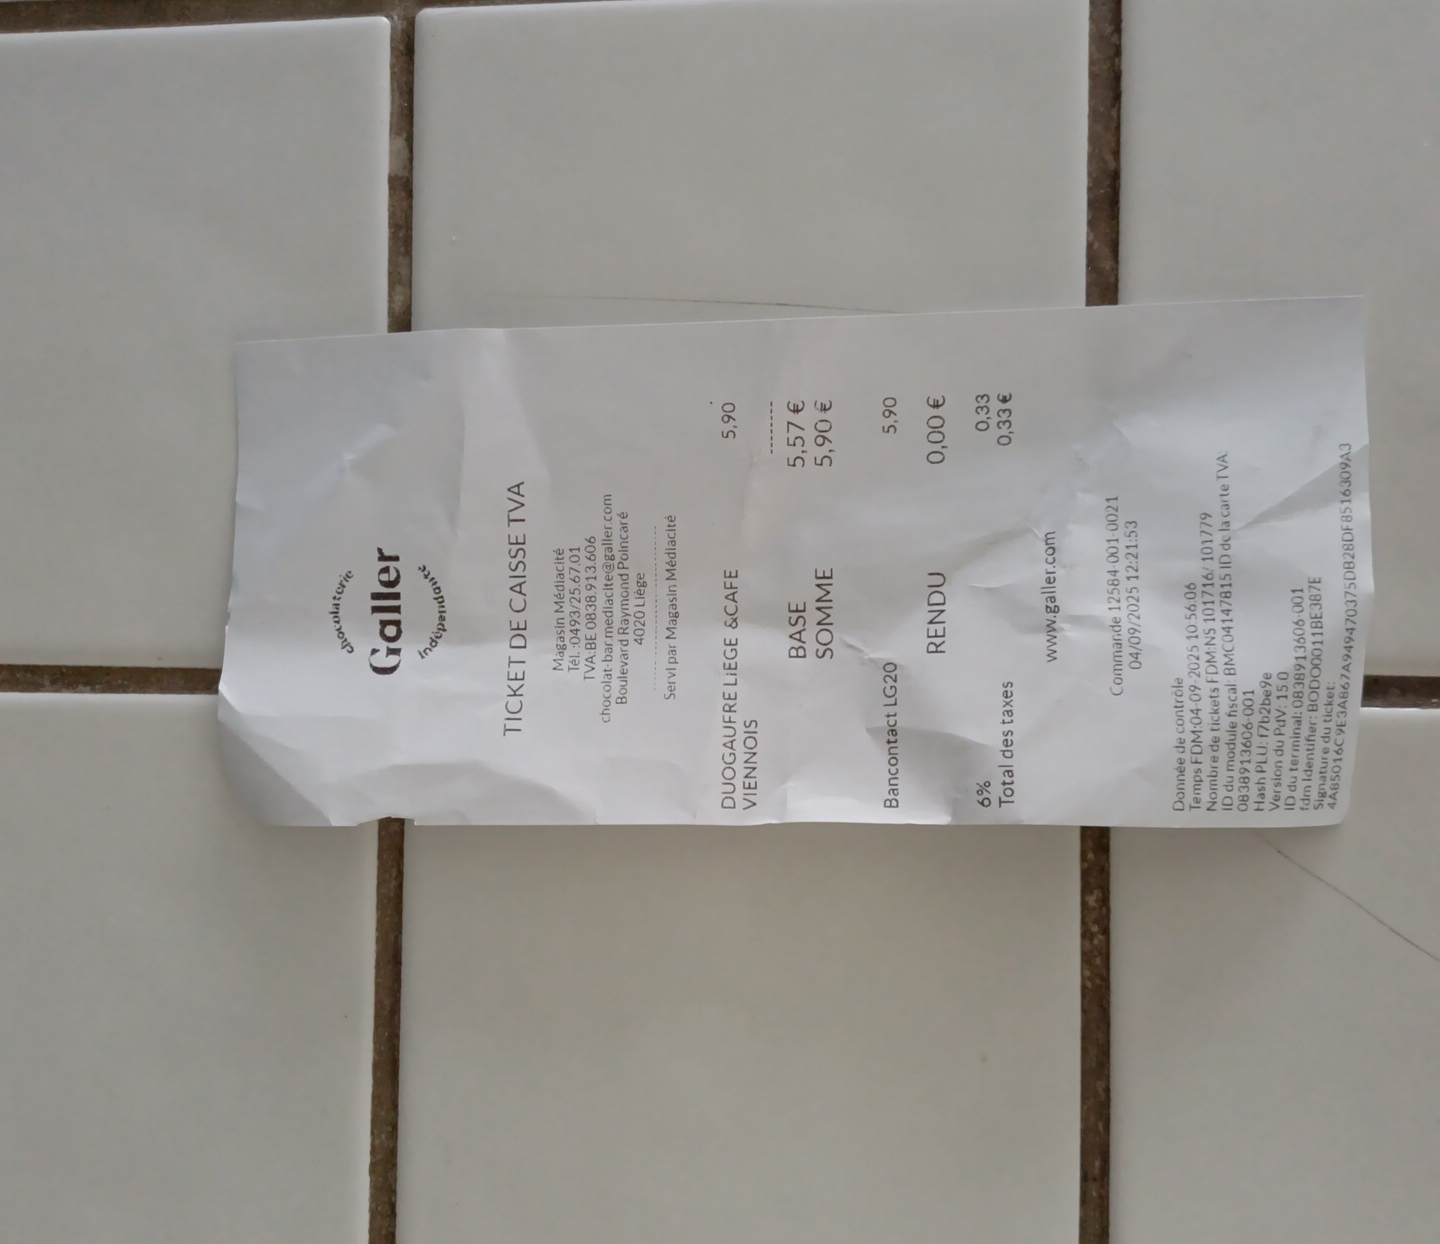 chocolaterie
Galler
indépendante
TICKET DE CAISSE TVA
Magasin Médiacité
Tél.:0493/25.67.01
TVA:BE 0838.913.606
chocolat-bar.mediacite@galler.com
Boulevard Raymond Poincaré
4020 Liège
Servi par Magasin Médiacité
DUOGAUFRE LiEGE &CAFE 5,90
VIENNOIS
BASE 5,57 €
SOMME 5,90 €
Bancontact LG20 5,90
RENDU 0,00 €
6% 0,33
Total des taxes 0,33 €
www.galler.com
Commande 12584-001-0021
04/09/2025 12:21:53
Donnée de contrôle
Temps FDM:04-09-2025 10:56:06
Nombre de tickets FDM:NS 101716/ 101779
ID du module fiscal: BMC04147815 ID de la carte TVA:
0838913606-001
Hash PLU: f7b2be9e
Version du PdV: 15.0
ID du terminal: 0838913606-001
fdm Identifier: BODO0011BE387E
Signature du ticket:
4A85016C9E3A867A949470375DB28DF8516309A3